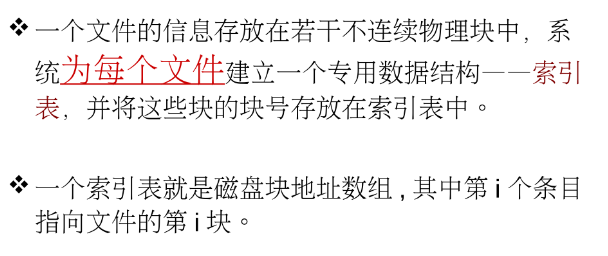 ❖ 一个文件的信息存放在若干不连续物理块中，系
统为每个文件建立一个专用数据结构——索引
表，并将这些块的块号存放在索引表中。
❖ 一个索引表就是磁盘块地址数组，其中第 i 个条目
指向文件的第 i 块。